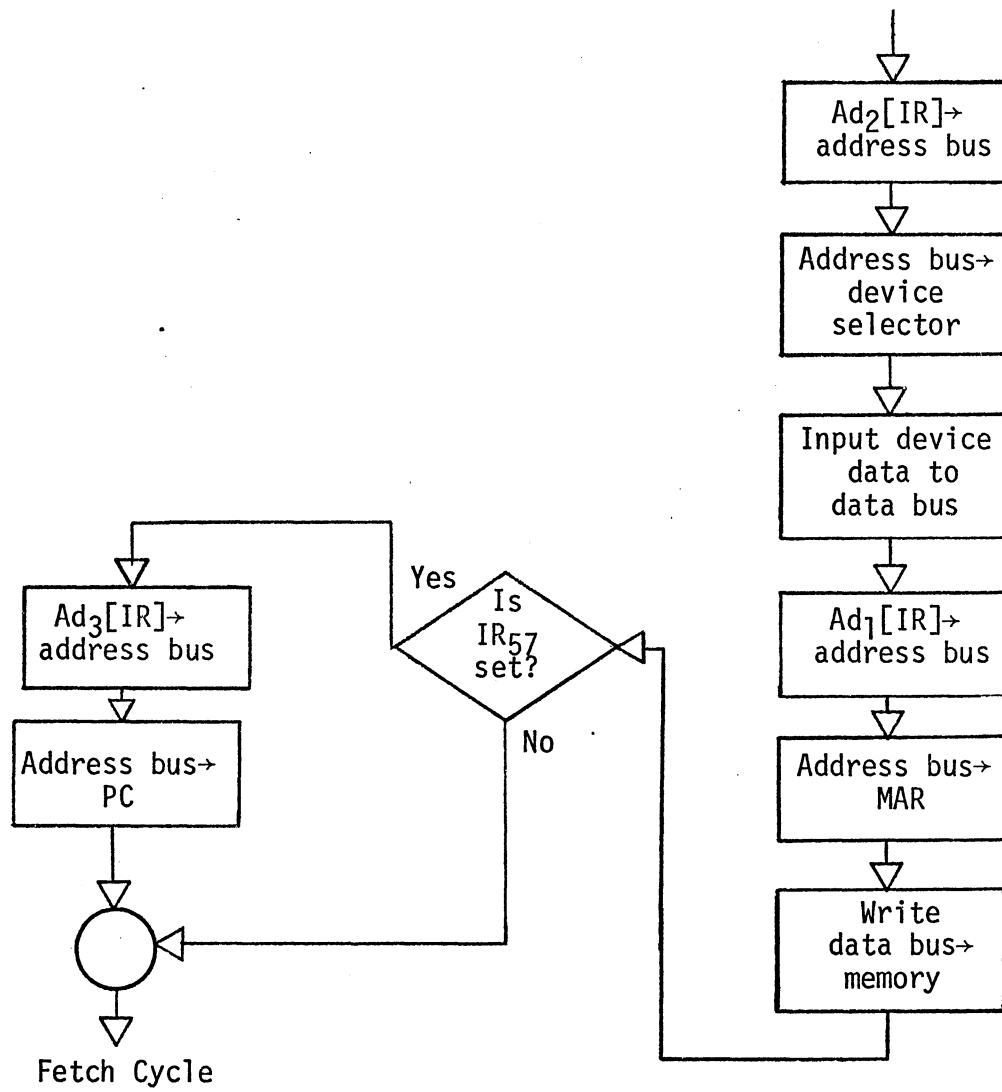 Ad₂[IR]→
address bus
Address bus→
device
selector
Input device
data to
data bus
Ad₁[IR]→
address bus
Address bus→
MAR
Write
data bus→
memory
Is
IR₅₇
set?
Yes
No
Ad₃[IR]→
address bus
Address bus→
PC
Fetch Cycle